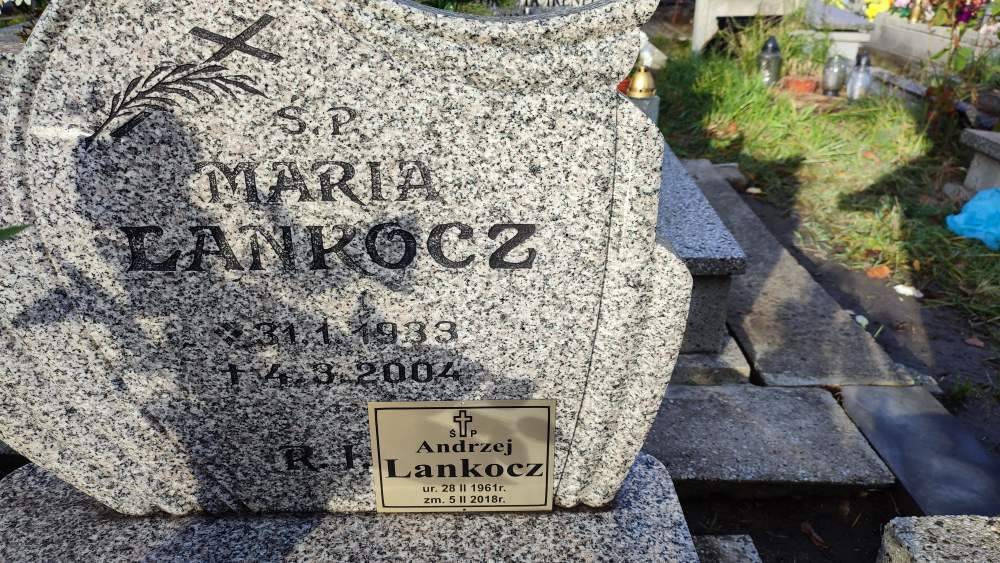 Ś.P.
MARIA
LANKOCZ
* 31.1.1933
† 4.3.2004
R.I.
Ś P
Andrzej
Lankocz
ur. 28 II 1961r.
zm. 5 II 2018r.